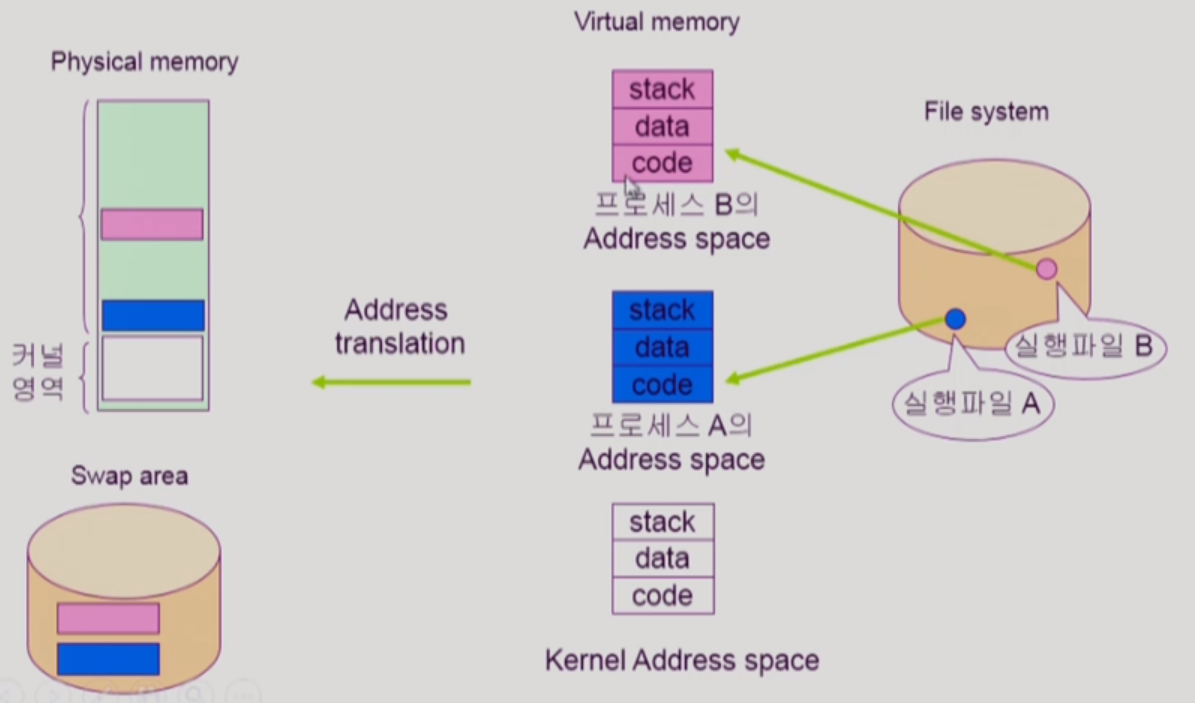 Virtual memory
Physical memory
stack
data
code
프로세스 B의
Address space
File system
실행파일 B
실행파일 A
Address
translation
stack
data
code
프로세스 A의
Address space
커널
영역
Swap area
stack
data
code
Kernel Address space